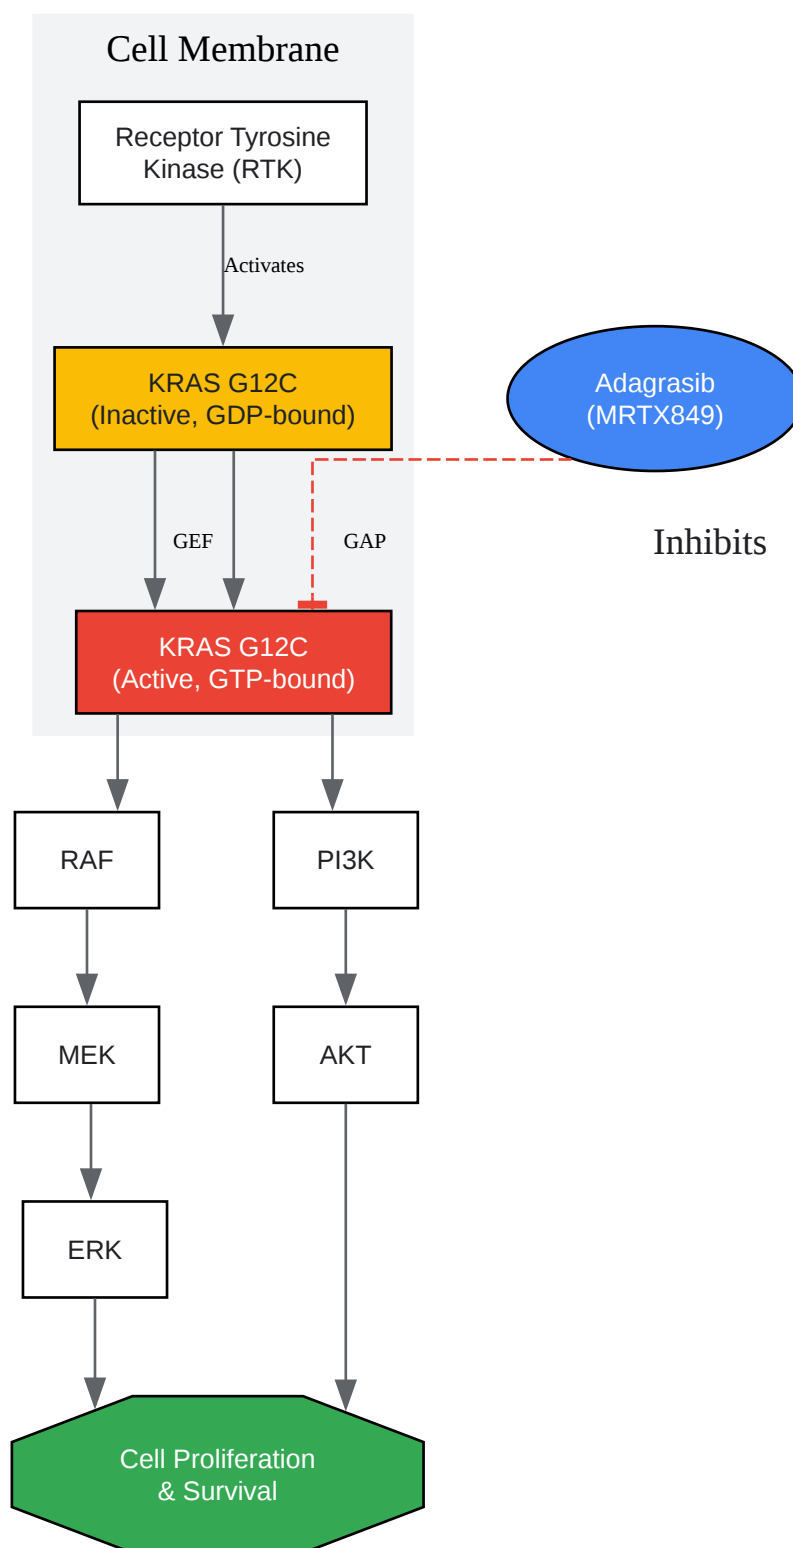 Cell Membrane
Receptor Tyrosine
Kinase (RTK)
Activates
KRAS G12C
(Inactive, GDP-bound)
Adagrasib
(MRTX849)
GEF
GAP
Inhibits
KRAS G12C
(Active, GTP-bound)
RAF
PI3K
MEK
AKT
ERK
Cell Proliferation
& Survival